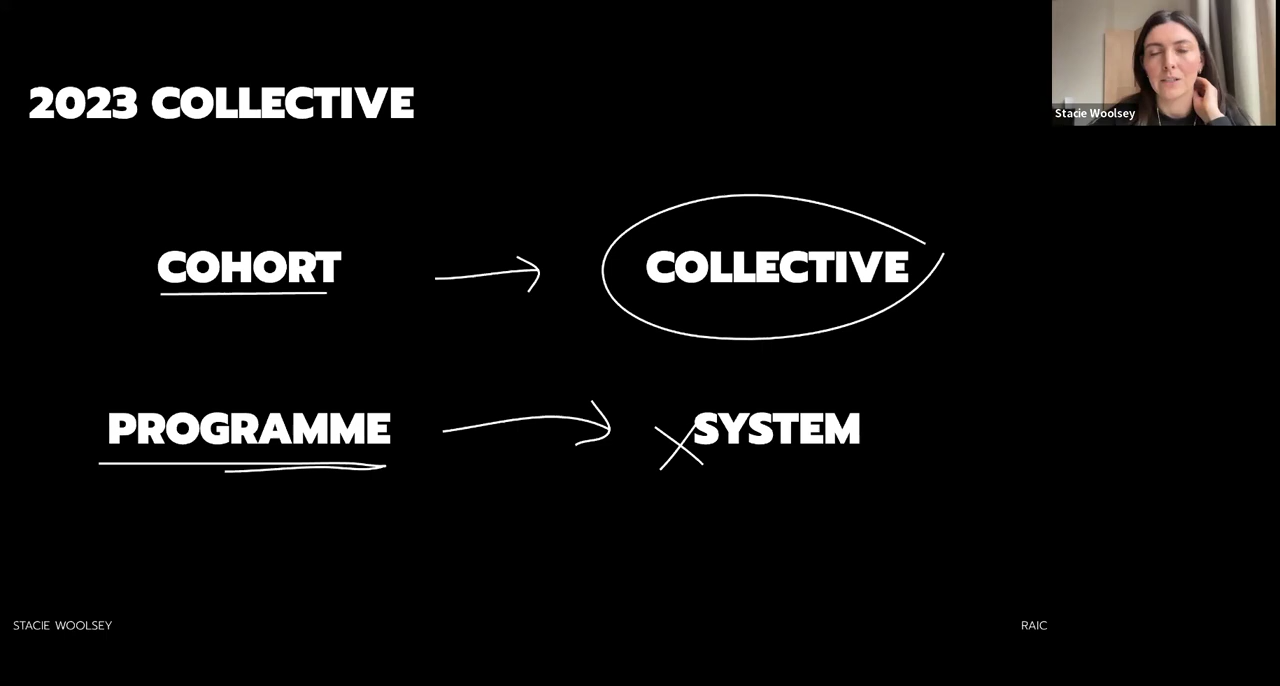 2023 COLLECTIVE
Stacie Woolsey
COHORT
COLLECTIVE
PROGRAMME
SYSTEM
STACIE WOOLSEY
RAIC